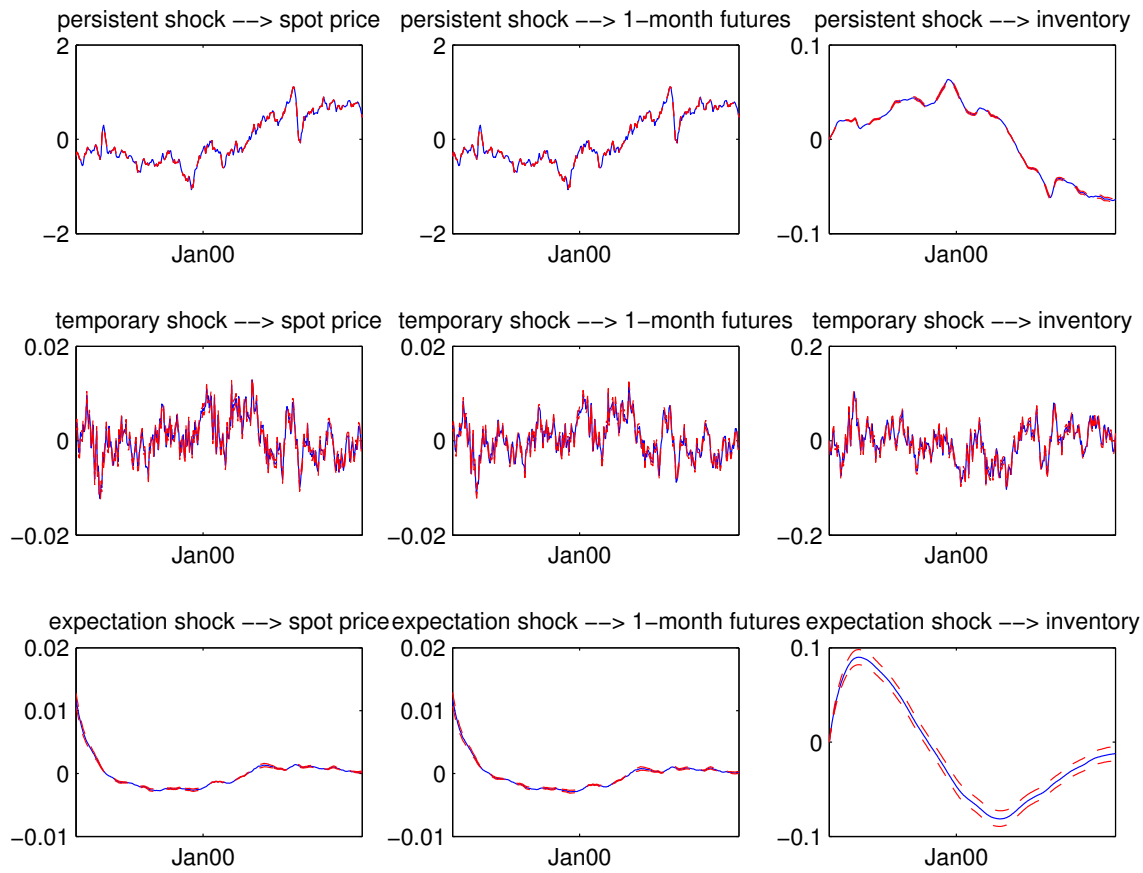 persistent shock −−> spot price
persistent shock −−> 1−month futures
persistent shock −−> inventory
2
0
−2
Jan00
2
0
−2
Jan00
0.1
0
−0.1
Jan00
temporary shock −−> spot price
temporary shock −−> 1−month futures
temporary shock −−> inventory
0.02
0
−0.02
Jan00
0.02
0
−0.02
Jan00
0.2
0
−0.2
Jan00
expectation shock −−> spot price
expectation shock −−> 1−month futures
expectation shock −−> inventory
0.02
0.01
0
−0.01
Jan00
0.02
0.01
0
−0.01
Jan00
0.1
0
−0.1
Jan00